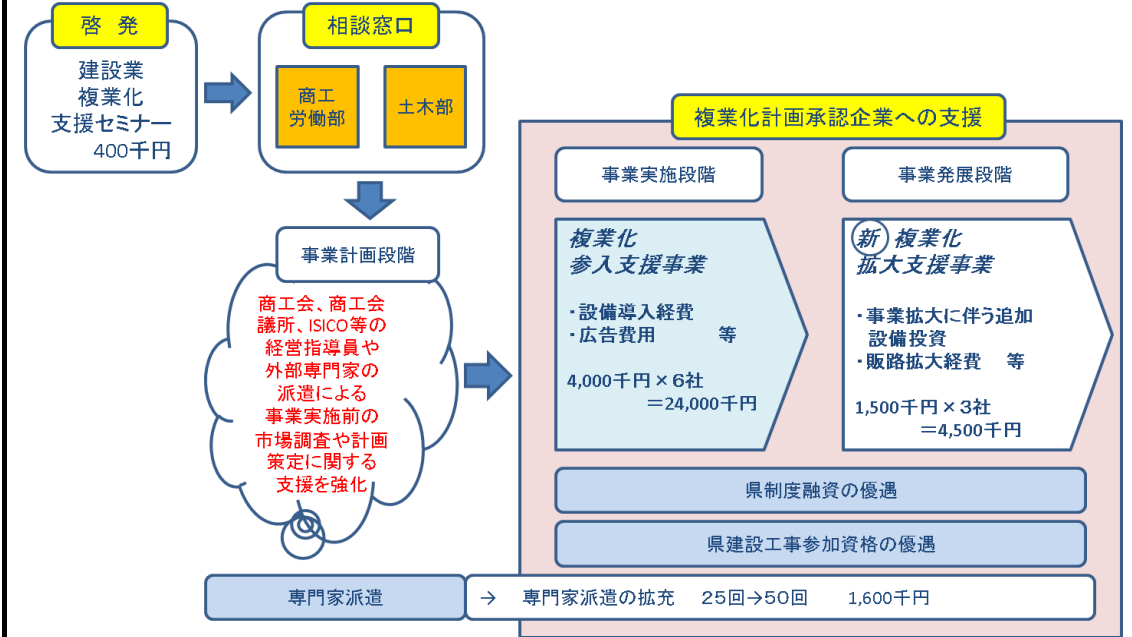 啓 発
建設業
複業化
支援セミナー
400千円
相談窓口
商工
労働部
土木部
事業計画段階
商工会、商工会
議所、ISICO等の
経営指導員や
外部専門家の
派遣による
事業実施前の
市場調査や計画
策定に関する
支援を強化
複業化計画承認企業への支援
事業実施段階
複業化
参入支援事業
・設備導入経費
・広告費用 等
4,000千円×6社
=24,000千円
事業発展段階
新 複業化
拡大支援事業
・事業拡大に伴う追加
設備投資
・販路拡大経費 等
1,500千円×3社
=4,500千円
県制度融資の優遇
県建設工事参加資格の優遇
専門家派遣
→ 専門家派遣の拡充 25回→50回 1,600千円